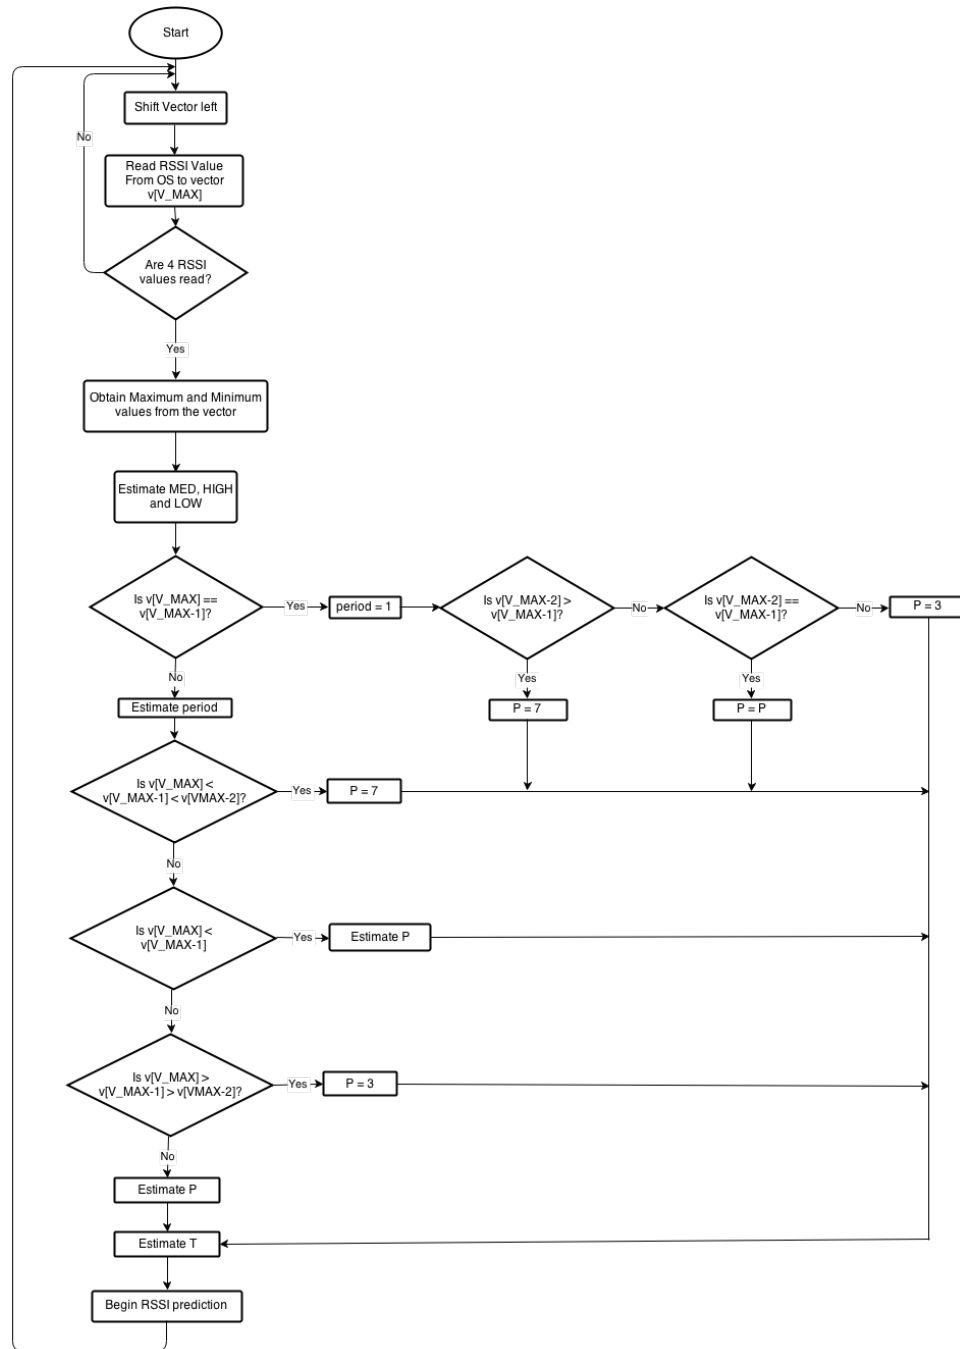 Start
Shift Vector left
No
Read RSSI Value
From OS to vector
v[V_MAX]
Are 4 RSSI
values read?
Yes
Obtain Maximum and Minimum
values from the vector
Estimate MED, HIGH
and LOW
Is v[V_MAX] ==
v[V_MAX-1]?
Yes
period = 1
Is v[V_MAX-2] >
v[V_MAX-1]?
No
Is v[V_MAX-2] ==
v[V_MAX-1]?
No
P = 3
No
Yes
Yes
Estimate period
P = 7
P = P
Is v[V_MAX] <
v[V_MAX-1] < v[VMAX-2]?
Yes
P = 7
No
Is v[V_MAX] <
v[V_MAX-1]
Yes
Estimate P
No
Is v[V_MAX] >
v[V_MAX-1] > v[VMAX-2]?
Yes
P = 3
No
Estimate P
Estimate T
Begin RSSI prediction